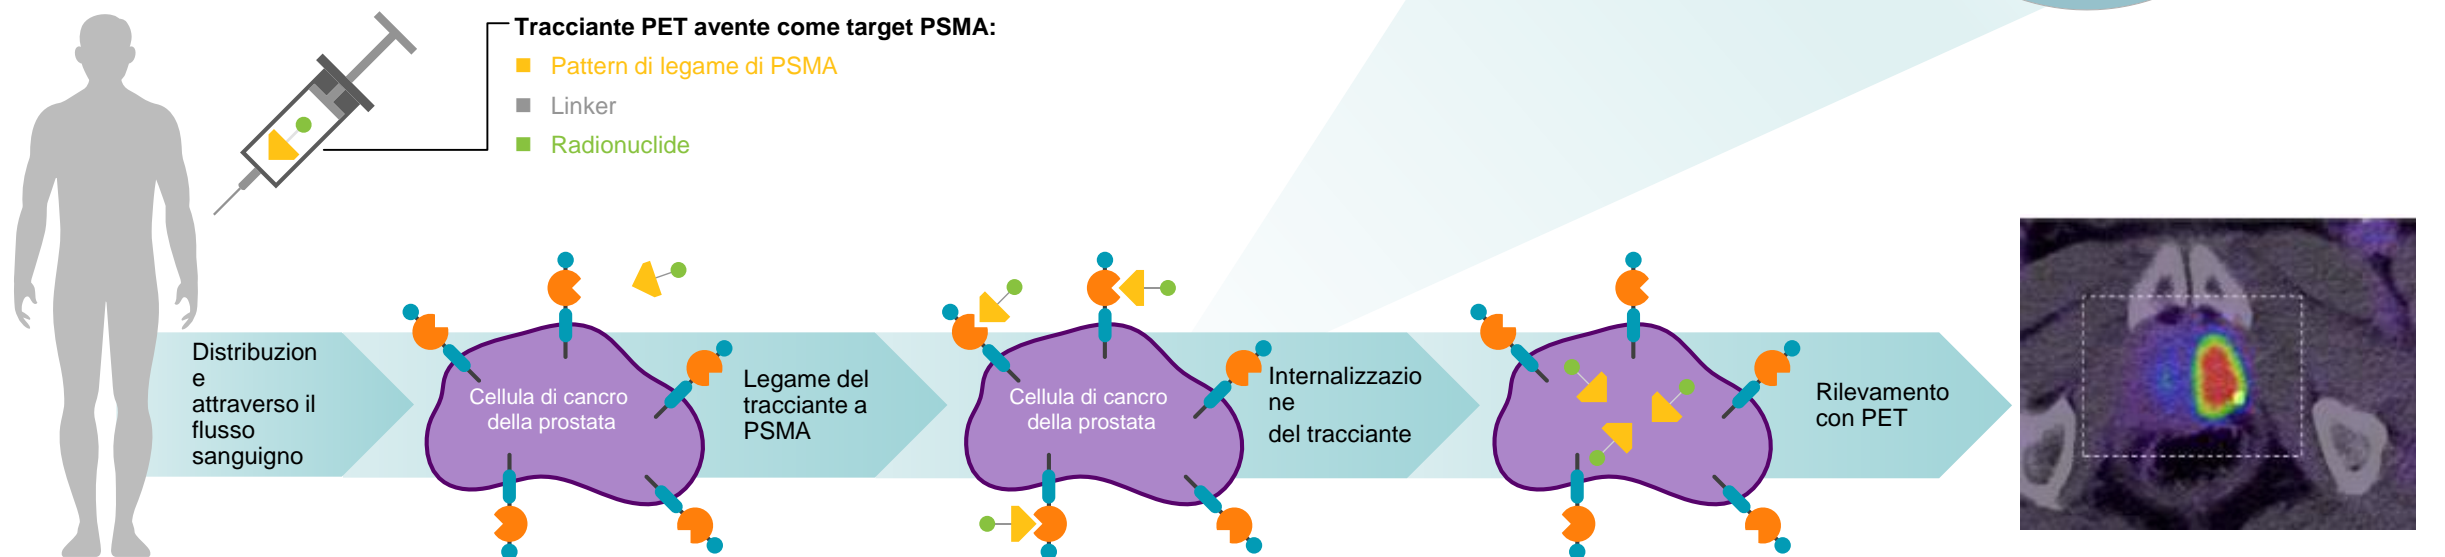 Tracciante PET avente come target PSMA:
Pattern di legame di PSMA
Linker
Radionuclide
Distribuzion
e
attraverso il
flusso
sanguigno
Cellula di cancro
della prostata
Legame del
tracciante a
PSMA
Cellula di cancro
della prostata
Internalizzazio
ne
del tracciante
Rilevamento
con PET